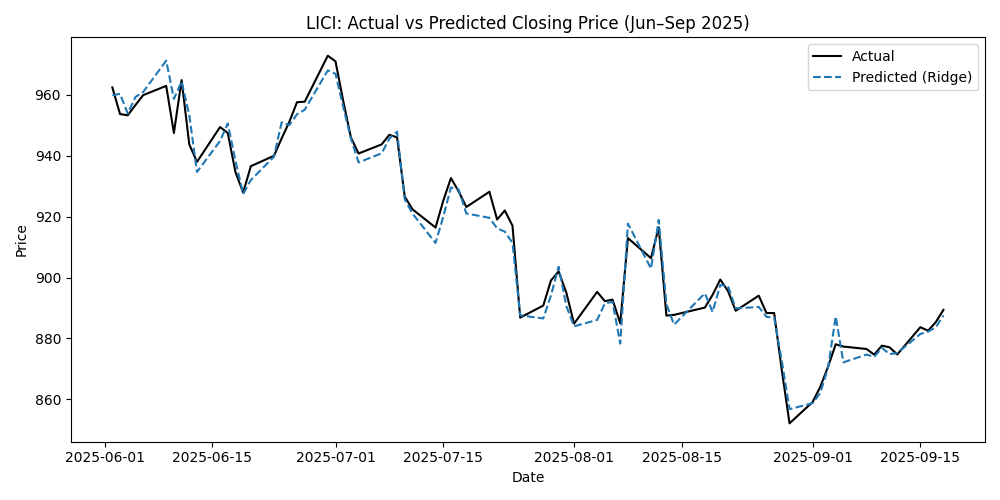 LICI: Actual vs Predicted Closing Price (Jun–Sep 2025)
Actual
Predicted (Ridge)
Price
960
940
920
900
880
860
2025-06-01
2025-06-15
2025-07-01
2025-07-15
2025-08-01
2025-08-15
2025-09-01
2025-09-15
Date